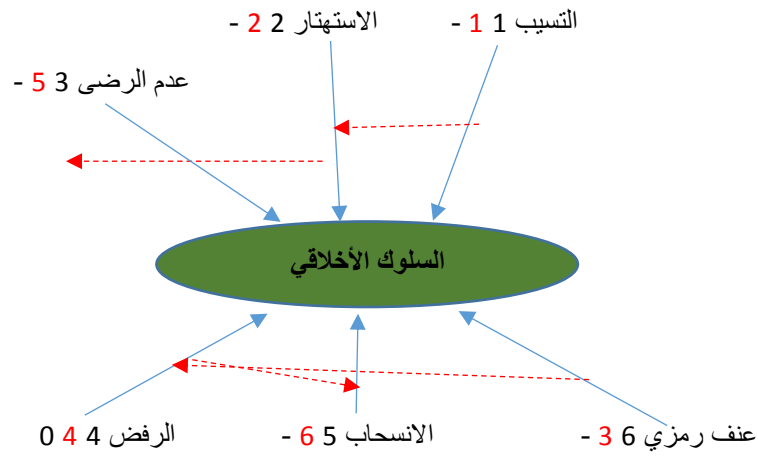 التسيب 1 1 -
الاستهتار 2 2 -
عدم الرضى 3 5 -
السلوك الأخلاقي
عنف رمزي 6 3 -
الانسحاب 5 6 -
الرفض 4 4 0